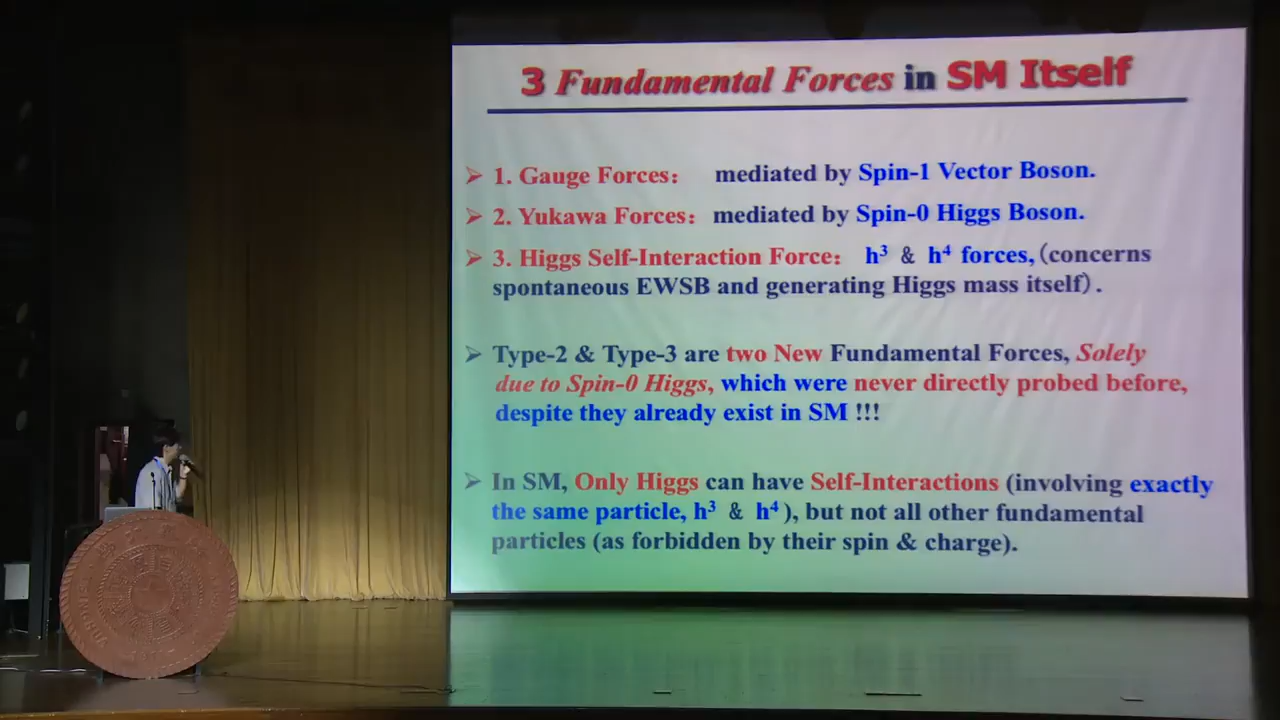 3 Fundamental Forces in SM Itself
➢ 1. Gauge Forces: mediated by Spin-1 Vector Boson.
➢ 2. Yukawa Forces: mediated by Spin-0 Higgs Boson.
➢ 3. Higgs Self-Interaction Force: h³ & h⁴ forces, (concerns
spontaneous EWSB and generating Higgs mass itself).
➢ Type-2 & Type-3 are two New Fundamental Forces, Solely
due to Spin-0 Higgs, which were never directly probed before,
despite they already exist in SM !!!
➢ In SM, Only Higgs can have Self-Interactions (involving exactly
the same particle, h³ & h⁴ ), but not all other fundamental
particles (as forbidden by their spin & charge).